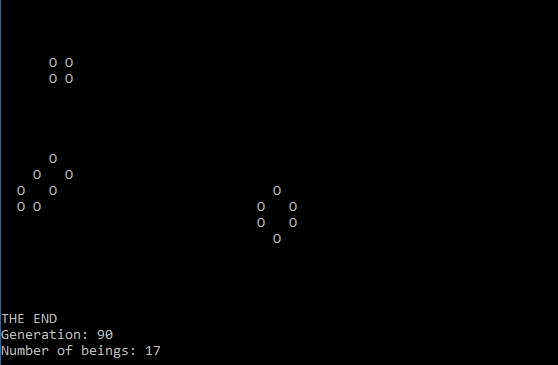 O O
O O
O
O O
O O
O O
O
O O
O O
O
THE END
Generation: 90
Number of beings: 17